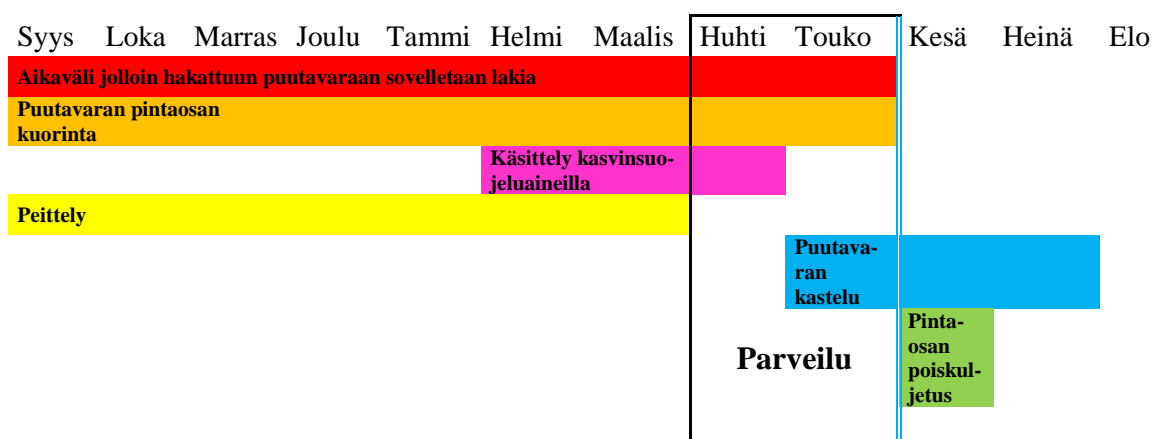 Syys Loka Marras Joulu Tammi Helmi Maalis Huhti Touko Kesä Heinä Elo
Aikaväli jolloin hakattuun puutavaraan sovelletaan lakia
Puutavaran pintaosan
kuorinta
Käsittely kasvinsuo-
jeluaineilla
Peittely
Puutava-
ran
kastelu
Pinta-
osan
poiskul-
jetus
Parveilu